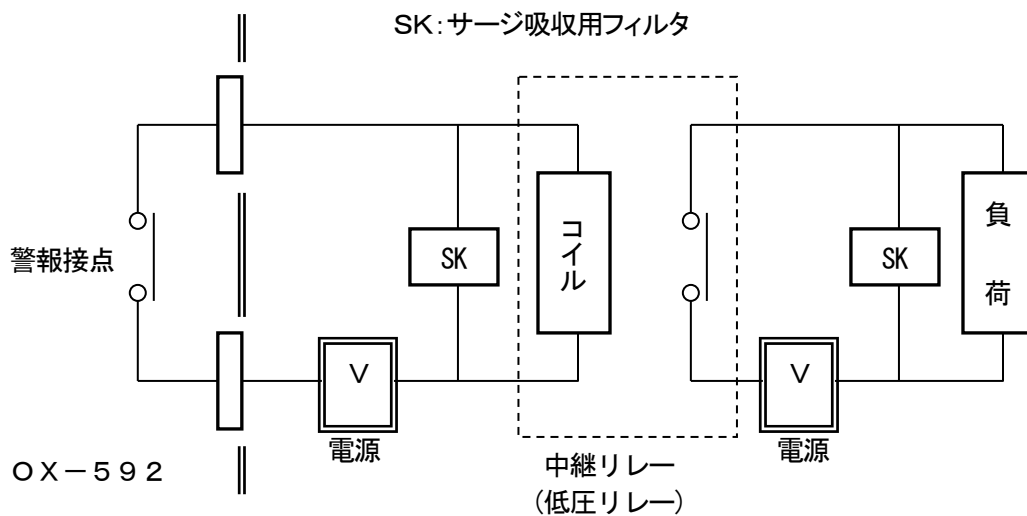 SK:サージ吸収用フィルタ
警報接点
SK
コイル
負荷
SK
V
V
電源
電源
中継リレー
(低圧リレー)
OX-592